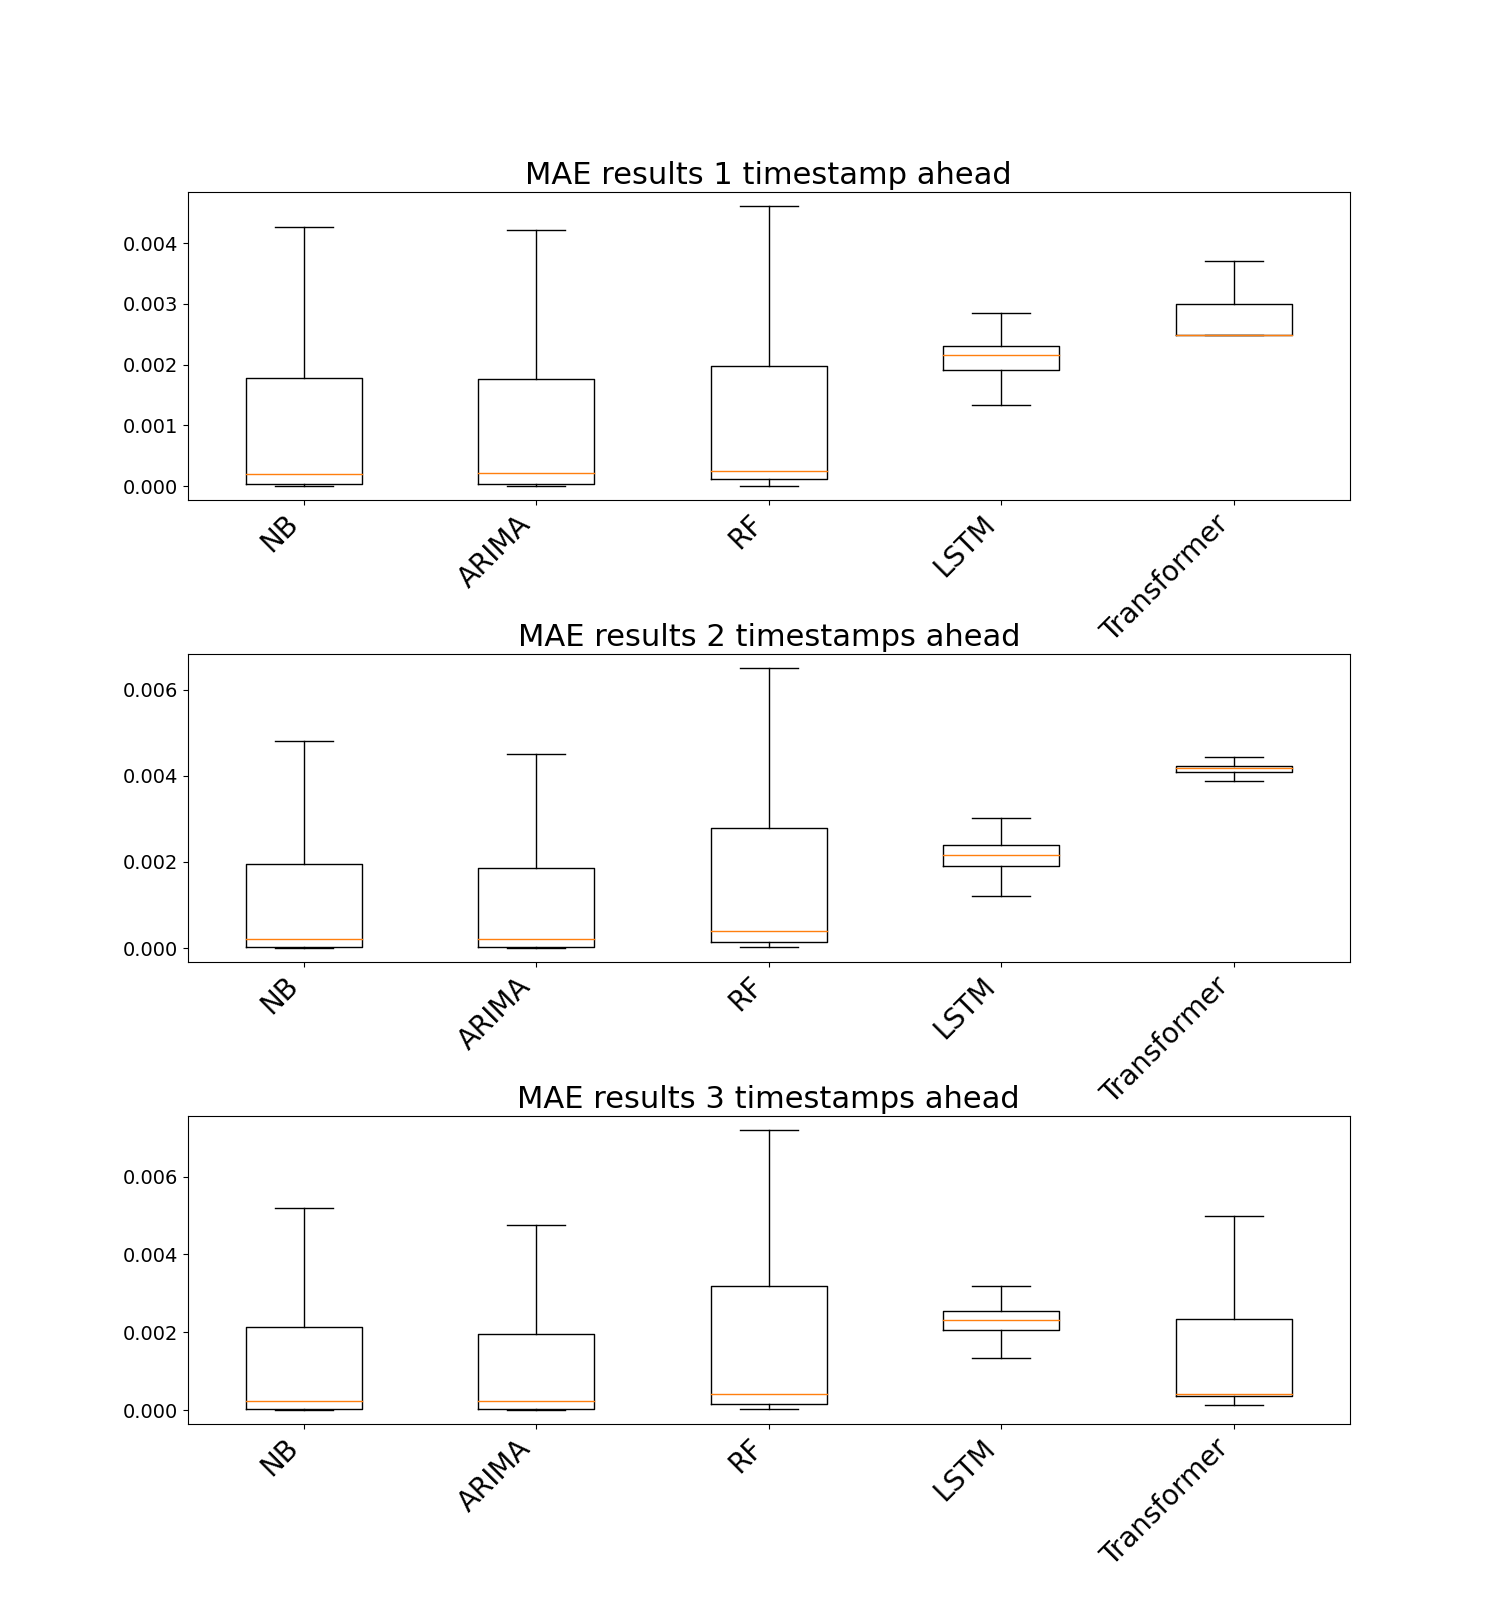 MAE results 1 timestamp ahead
0.004
0.003
0.002
0.001
0.000
NB
ARIMA
RF
LSTM
Transformer
MAE results 2 timestamps ahead
0.006
0.004
0.002
0.000
NB
ARIMA
RF
LSTM
Transformer
MAE results 3 timestamps ahead
0.006
0.004
0.002
0.000
NB
ARIMA
RF
LSTM
Transformer